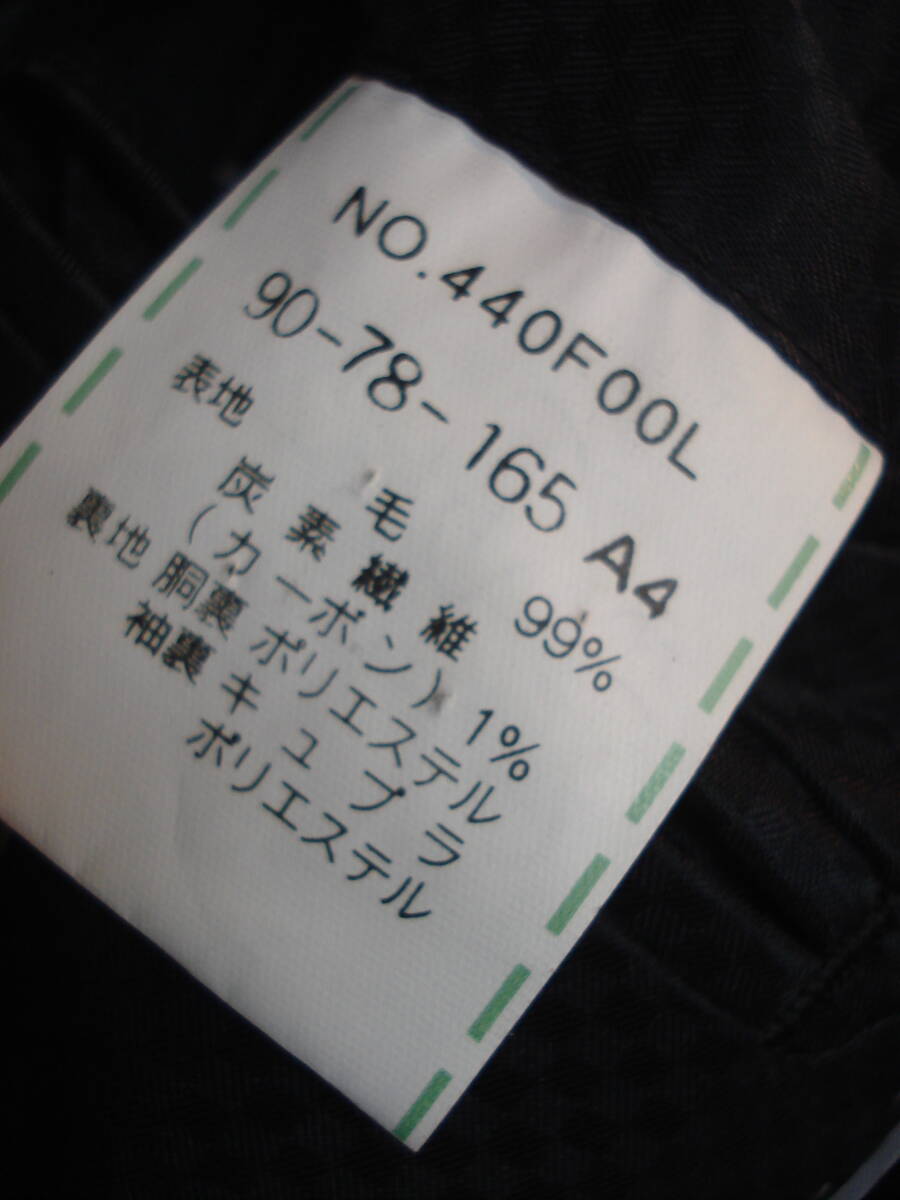 NO.440F00L
90-78-165 A4
表地 毛 99%
炭素繊維
(カーボン) 1%
裏地 胴裏 ポリエステル
袖裏 キュプラ
ポリエステル